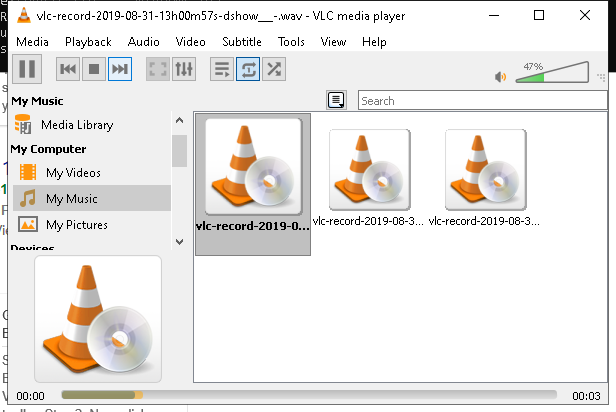 vlc-record-2019-08-31-13h00m57s-dshow___-.wav - VLC media player
Media Playback Audio Video Subtitle Tools View Help
47%
My Music
Search
Media Library
My Computer
My Videos
My Music
My Pictures
Devices
vlc-record-2019-0...
vlc-record-2019-08-3...
vlc-record-2019-08-3...
00:00
00:03